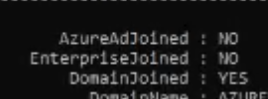 AzureAdJoined : NO
EnterpriseJoined : NO
DomainJoined : YES
DomainName : AZURE